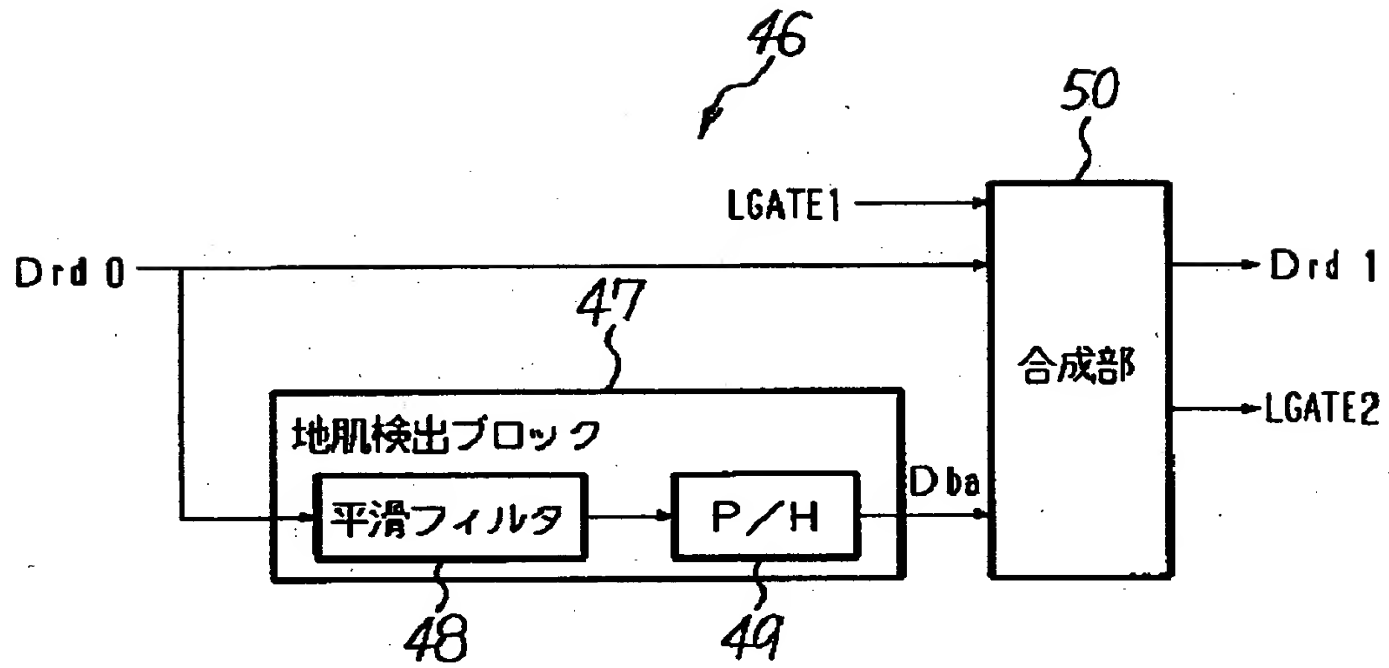 46
50
LGATE1
Drd 0
Drd 1
47
合成部
LGATE2
地肌検出ブロック
Dba
平滑フィルタ
P/H
48
49